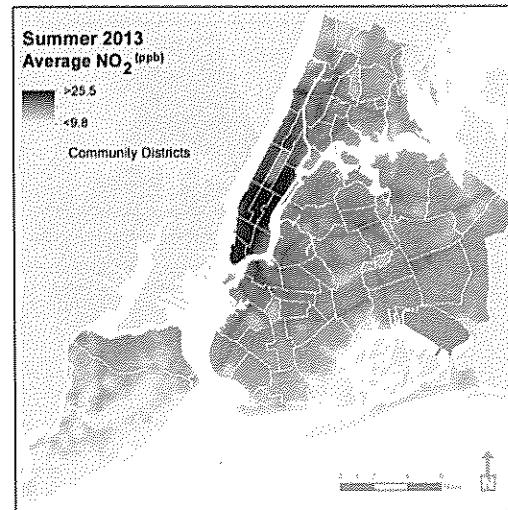 Summer 2013
Average NO2 (ppb)
>25.5
<9.8
Community Districts
N